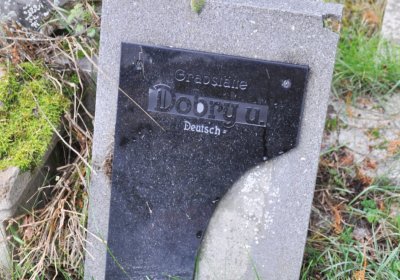 Grabstätte
Dobry u.
Deutsch